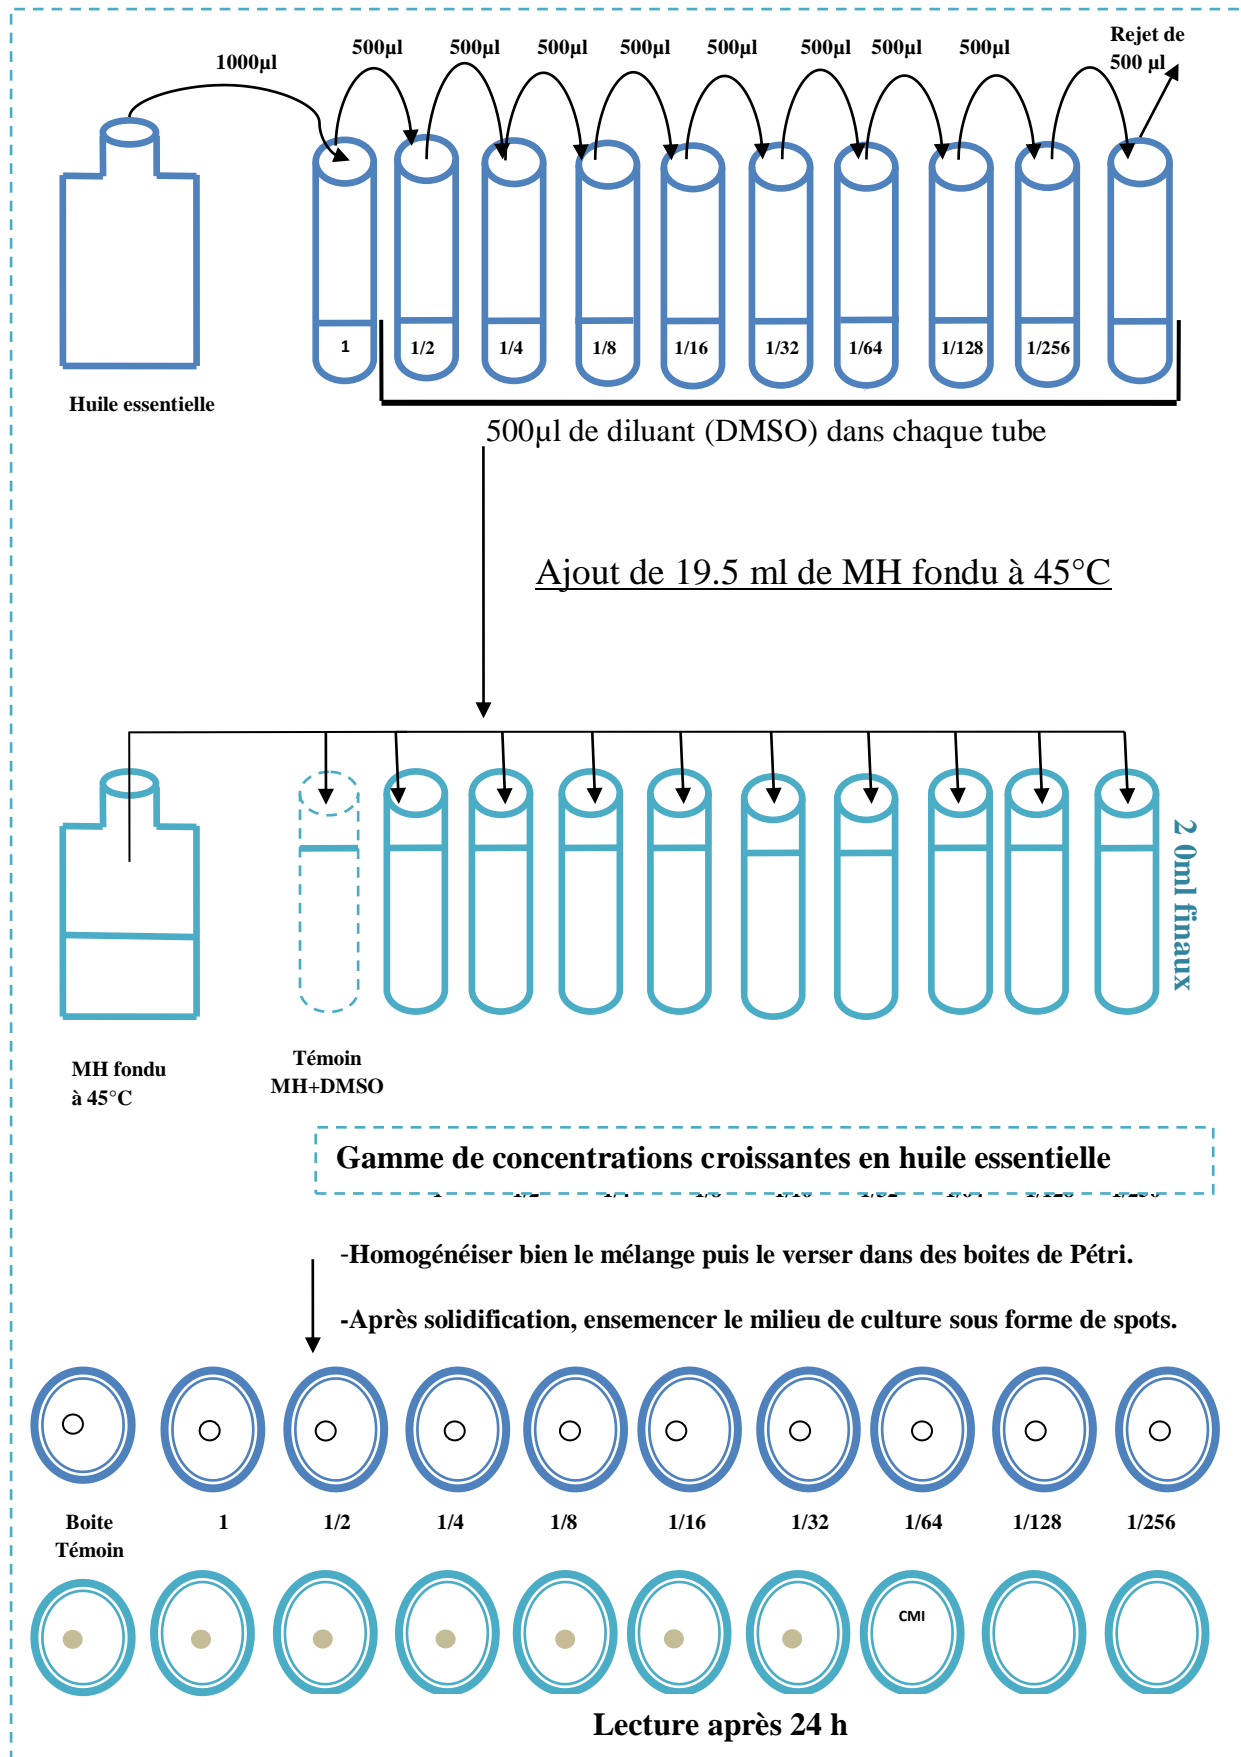 500µl 500µl 500µl 500µl 500µl 500µl 500µl 500µl
Rejet de
500 µl
1000µl
1 1/2 1/4 1/8 1/16 1/32 1/64 1/128 1/256
Huile essentielle
500µl de diluant (DMSO) dans chaque tube
Ajout de 19.5 ml de MH fondu à 45°C
2 0ml finaux
MH fondu
à 45°C
Témoin
MH+DMSO
Gamme de concentrations croissantes en huile essentielle
-Homogénéiser bien le mélange puis le verser dans des boites de Pétri.
-Après solidification, ensemencer le milieu de culture sous forme de spots.
Boite
Témoin
1 1/2 1/4 1/8 1/16 1/32 1/64 1/128 1/256
CMI
Lecture après 24 h